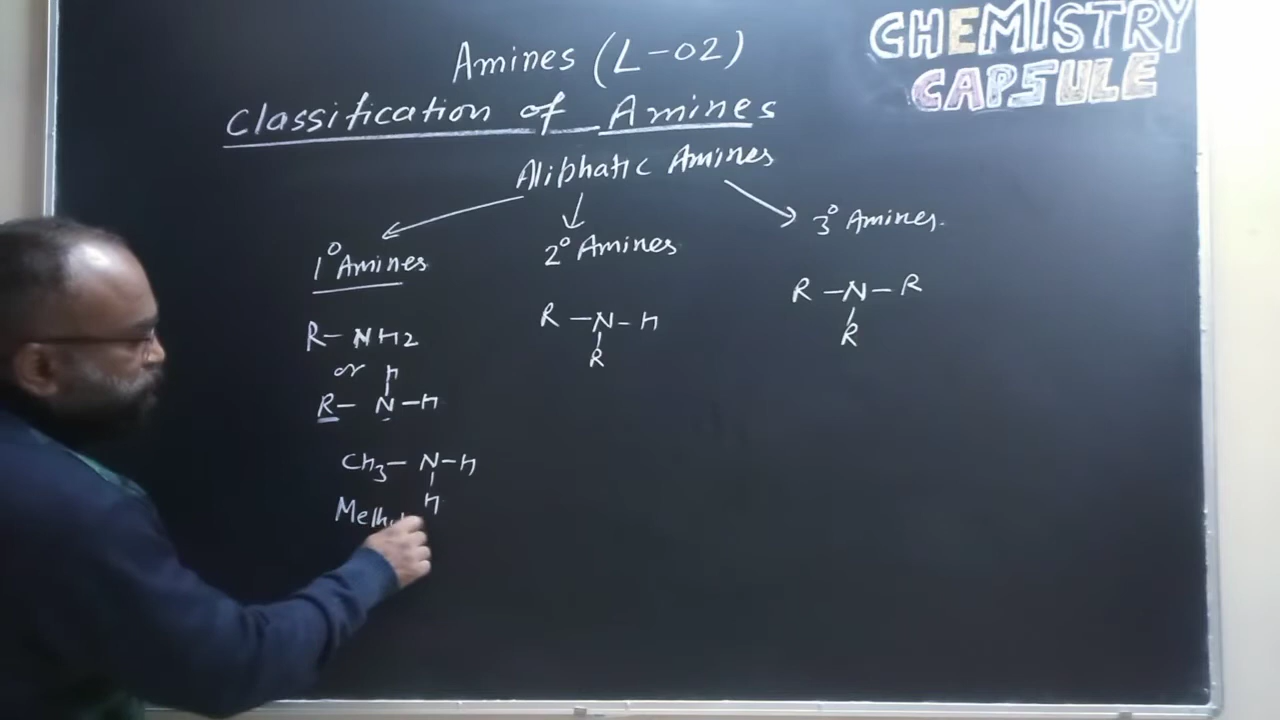 CHEMISTRY
CAPSULE
Amines (L-02)
Classification of Amines
Aliphatic Amines
1° Amines
2° Amines
3° Amines.
R-NH2
or
H
R-N-H
CH3-N-H
H
R-N-H
R
R-N-R
R